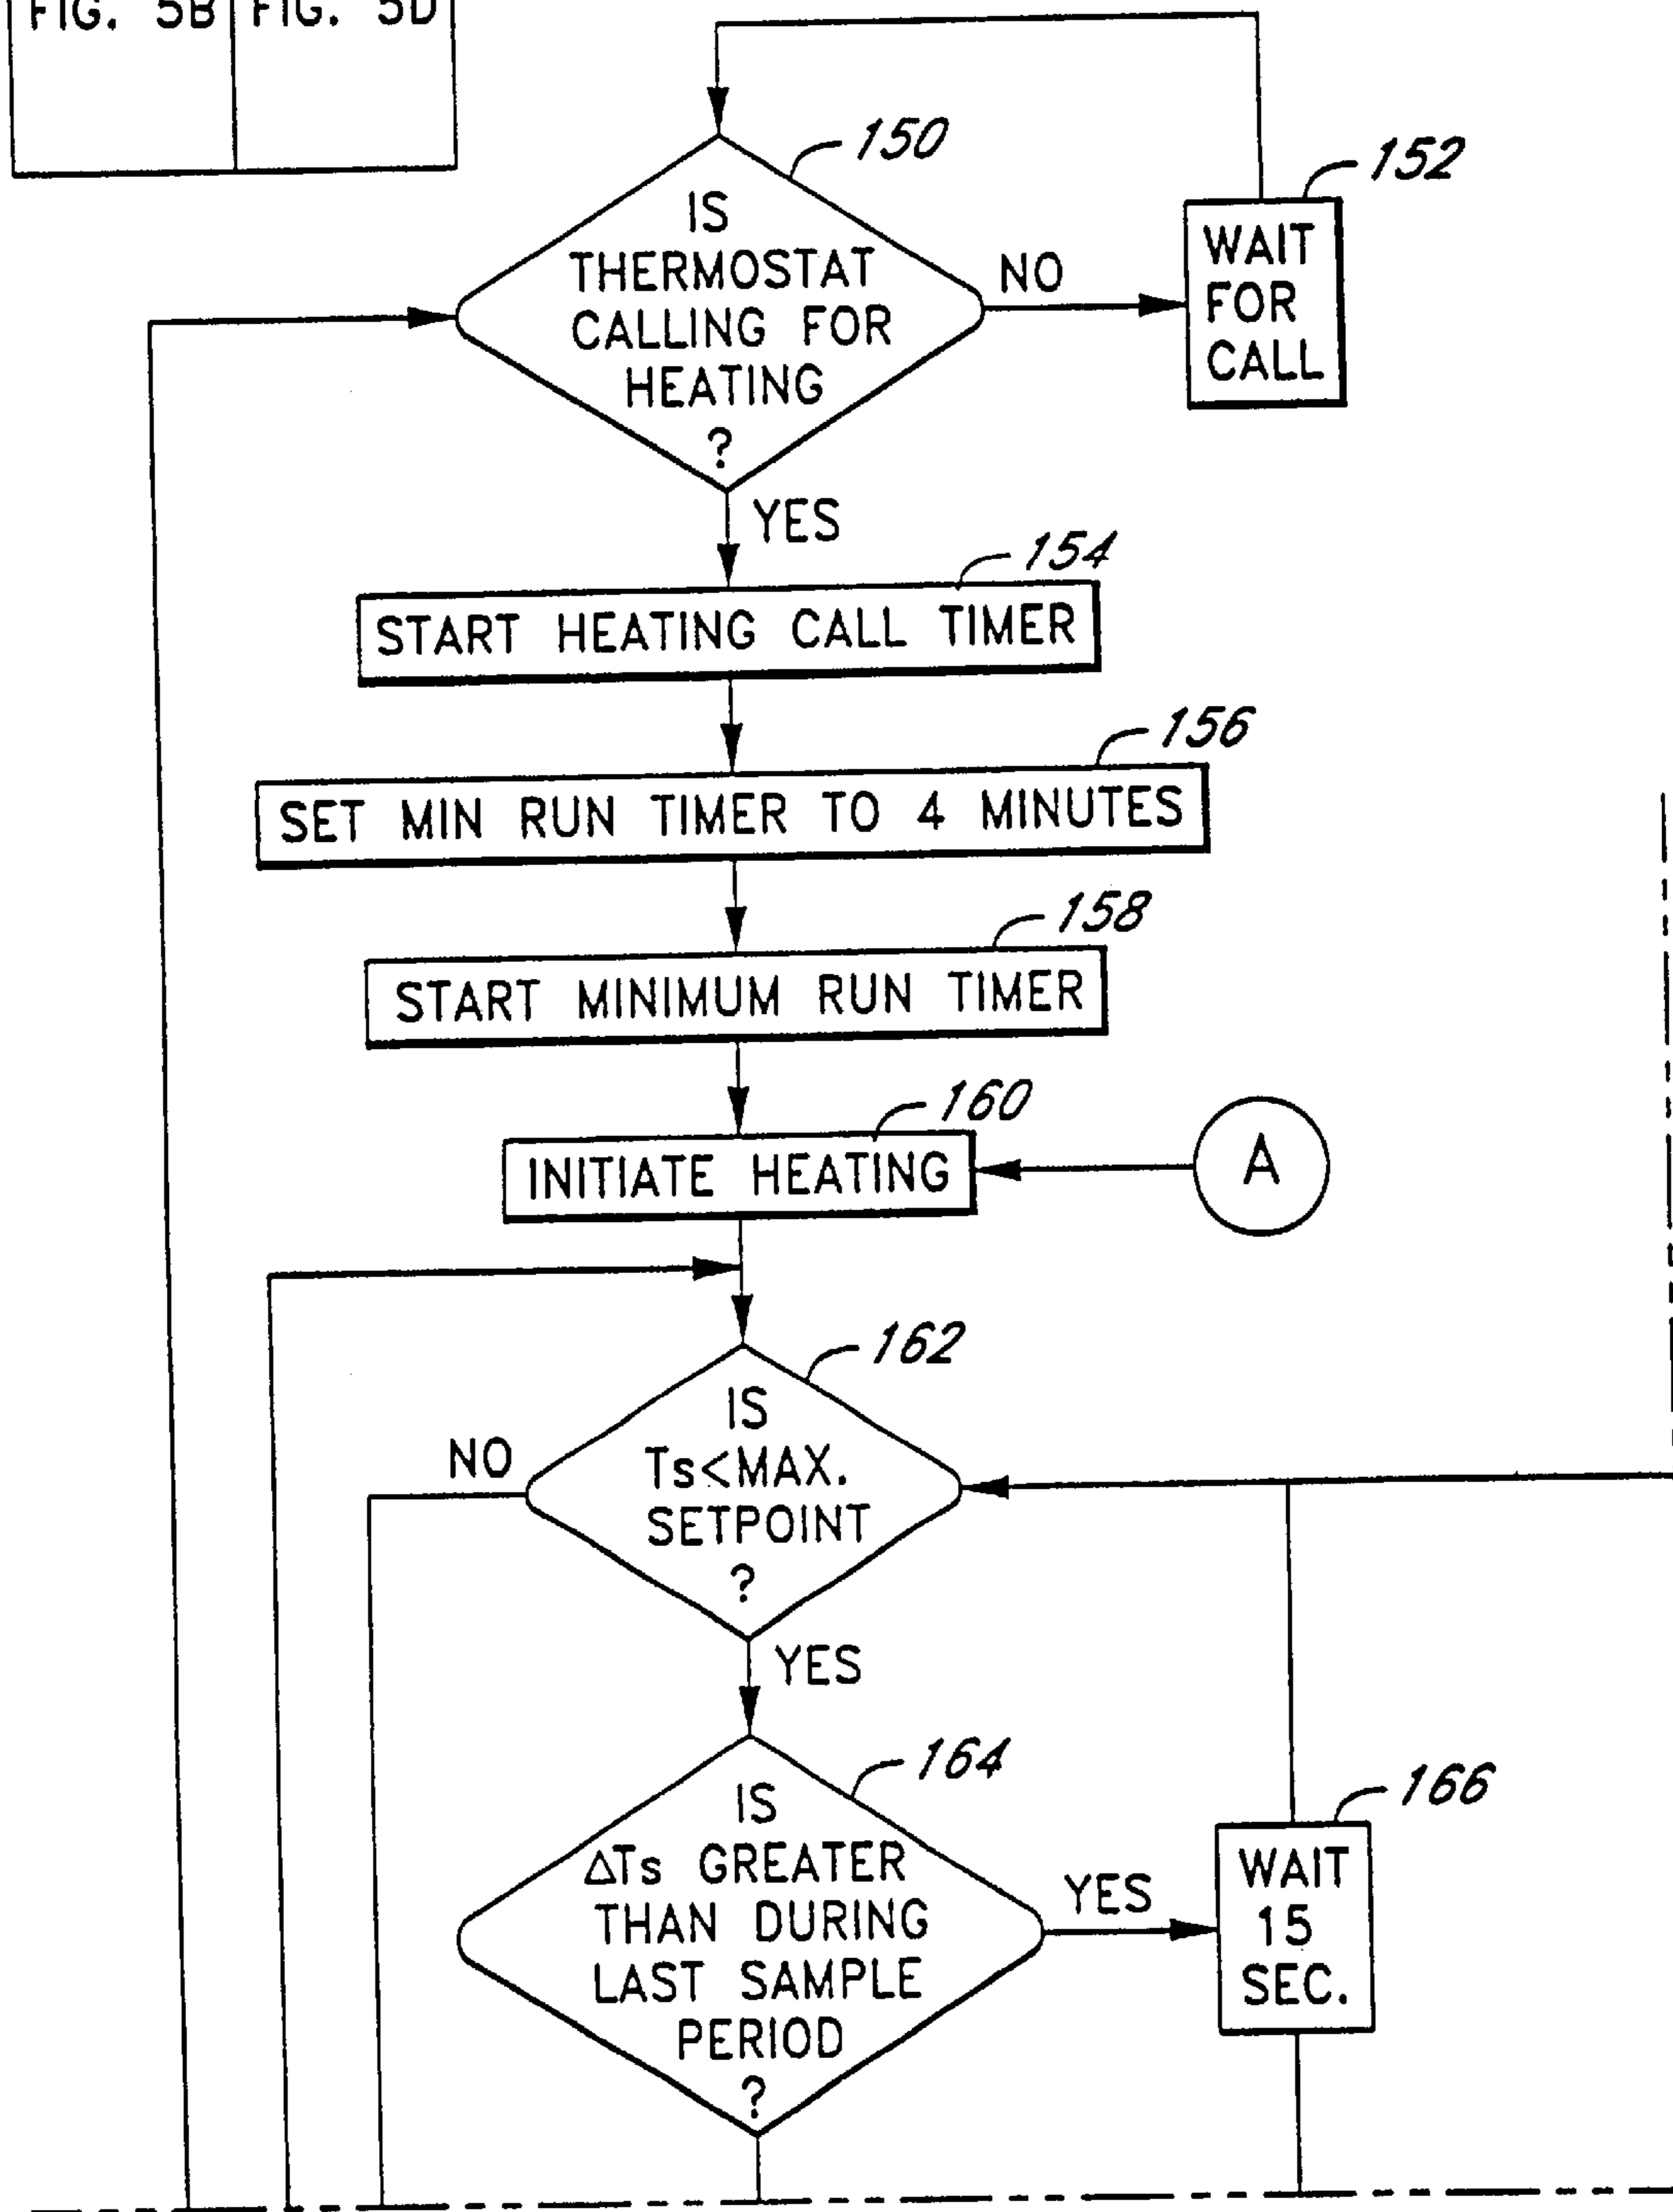 FIG. 5B FIG. 5D
150
IS
THERMOSTAT
CALLING FOR
HEATING
?
NO
152
WAIT
FOR
CALL
YES
154
START HEATING CALL TIMER
156
SET MIN RUN TIMER TO 4 MINUTES
158
START MINIMUM RUN TIMER
160
INITIATE HEATING
A
162
IS
Ts<MAX.
SETPOINT
?
NO
YES
164
IS
ΔTs GREATER
THAN DURING
LAST SAMPLE
PERIOD
?
YES
166
WAIT
15
SEC.